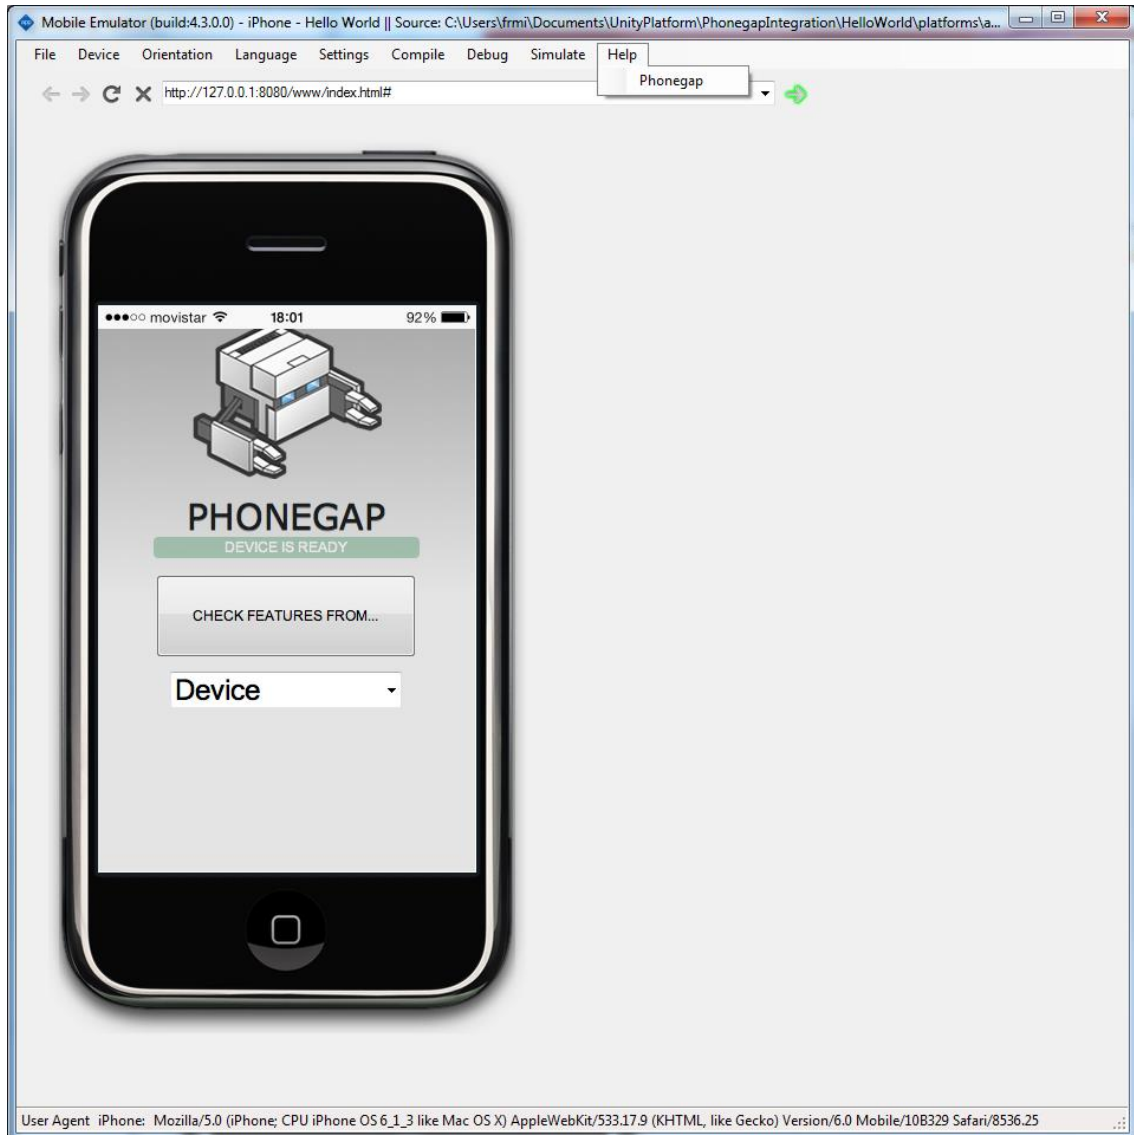 Mobile Emulator (build:4.3.0.0) - iPhone - Hello World || Source: C:\Users\frmi\Documents\UnityPlatform\PhonegapIntegration\HelloWorld\platforms\a...
File Device Orientation Language Settings Compile Debug Simulate Help
Phonegap
http://127.0.0.1:8080/www/index.html#
movistar 18:01 92%
PHONEGAP
DEVICE IS READY
CHECK FEATURES FROM...
Device
User Agent iPhone: Mozilla/5.0 (iPhone; CPU iPhone OS 6_1_3 like Mac OS X) AppleWebKit/533.17.9 (KHTML, like Gecko) Version/6.0 Mobile/10B329 Safari/8536.25